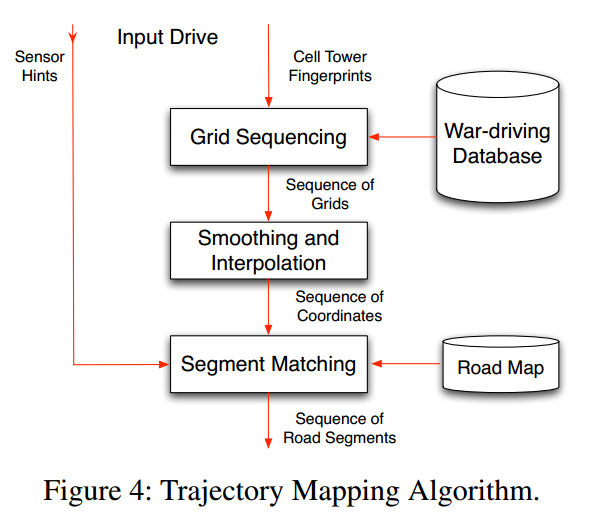 Input Drive
Sensor
Hints
Cell Tower
Fingerprints
Grid Sequencing
War-driving
Database
Sequence of
Grids
Smoothing and
Interpolation
Sequence of
Coordinates
Segment Matching
Road Map
Sequence of
Road Segments
Figure 4: Trajectory Mapping Algorithm.